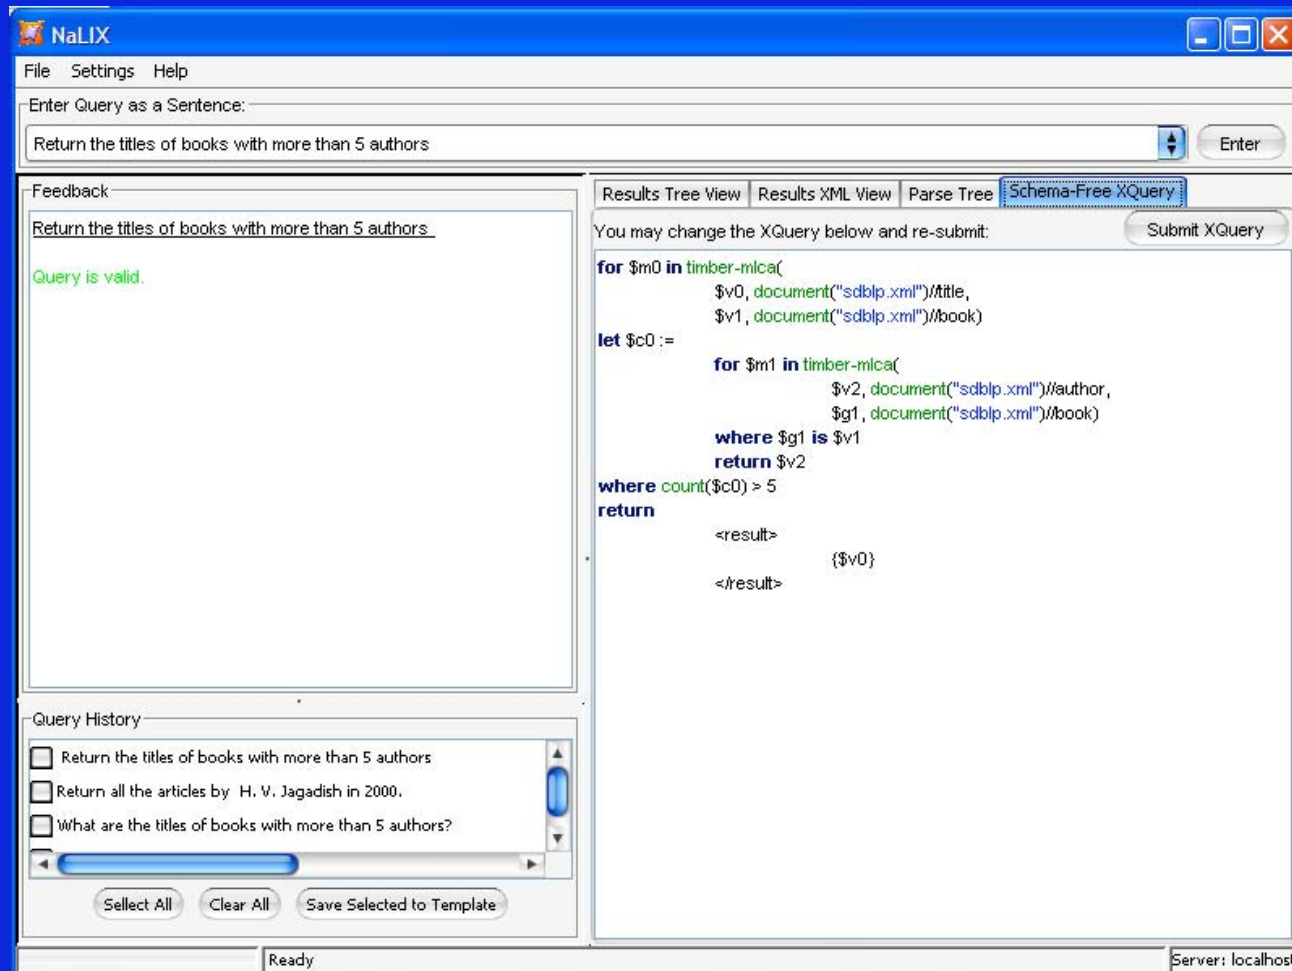 NaLIX
File Settings Help
Enter Query as a Sentence:
Return the titles of books with more than 5 authors
Enter
Feedback
Return the titles of books with more than 5 authors
Query is valid.
Results Tree View Results XML View Parse Tree Schema-Free XQuery
You may change the XQuery below and re-submit: Submit XQuery
for $m0 in timber-mlca(
$v0, document("sdblp.xml")//title,
$v1, document("sdblp.xml")//book)
let $c0 :=
for $m1 in timber-mlca(
$v2, document("sdblp.xml")//author,
$g1, document("sdblp.xml")//book)
where $g1 is $v1
return $v2
where count($c0) > 5
return
<result>
{$v0}
</result>
Query History
Return the titles of books with more than 5 authors
Return all the articles by H. V. Jagadish in 2000.
What are the titles of books with more than 5 authors?
Sellect All Clear All Save Selected to Template
Ready
Server: localhost